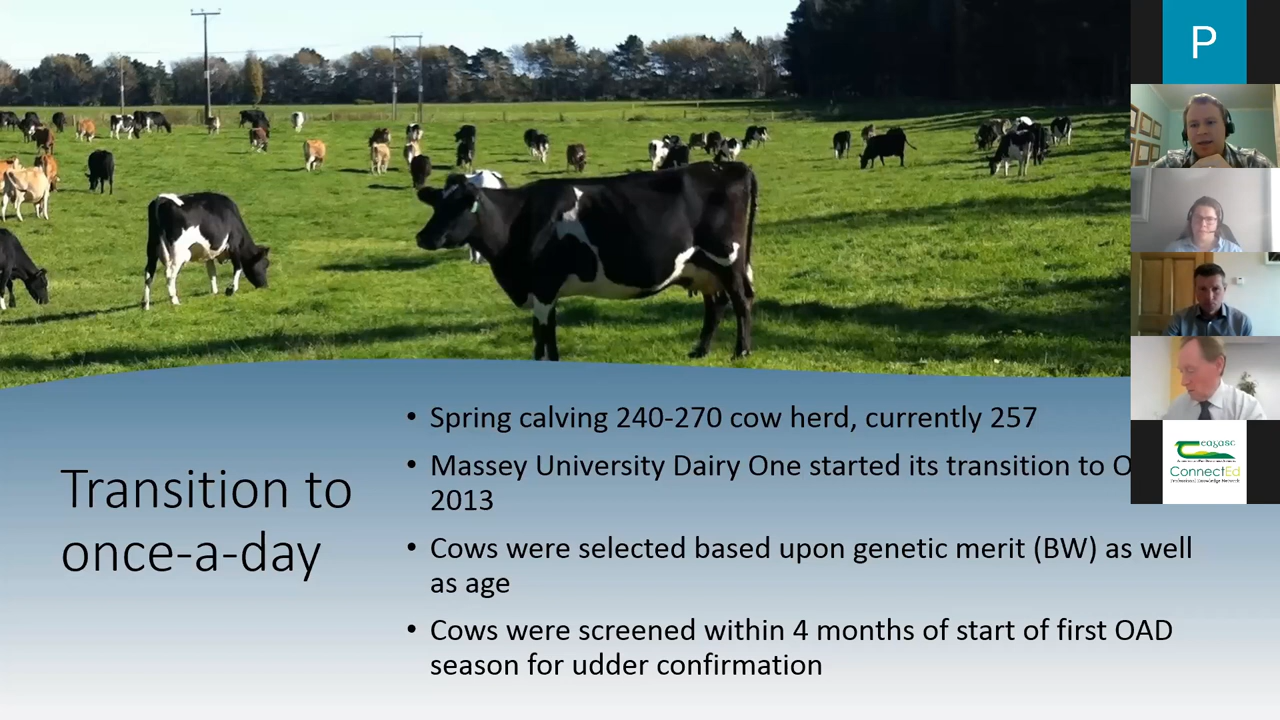 P
• Spring calving 240-270 cow herd, currently 257
• Massey University Dairy One started its transition to O
2013
Transition to
once-a-day
• Cows were selected based upon genetic merit (BW) as well
as age
• Cows were screened within 4 months of start of first OAD
season for udder confirmation
eagasc
ConnectEd